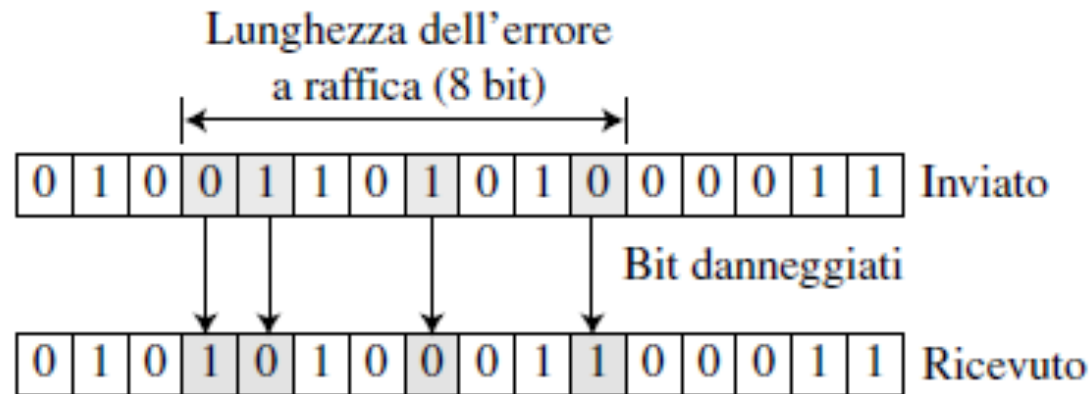 Lunghezza dell'errore
a raffica (8 bit)
0 1 0 0 1 1 0 1 0 1 0 0 0 0 1 1 Inviato
Bit danneggiati
0 1 0 1 0 1 0 0 0 1 1 0 0 0 1 1 Ricevuto